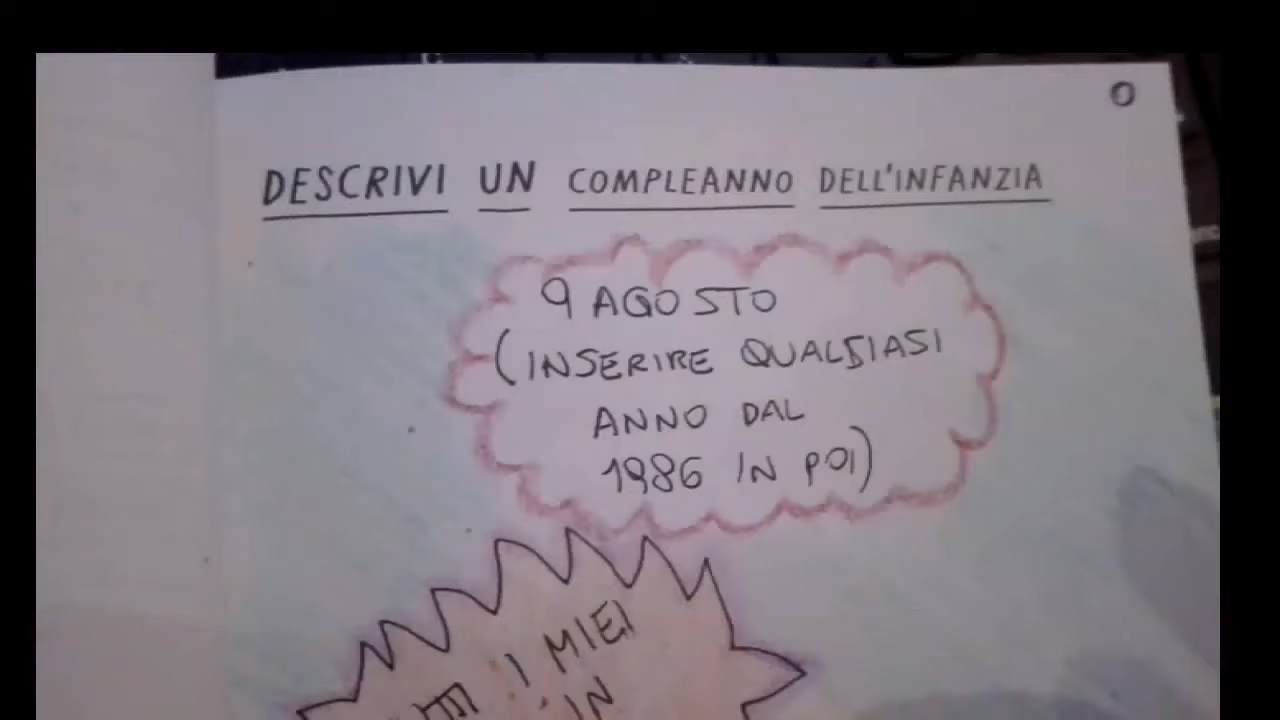 0
DESCRIVI UN COMPLEANNO DELL'INFANZIA
9 AGOSTO
(INSERIRE QUALSIASI
ANNO DAL
1986 IN POI)
I MIEI
IN